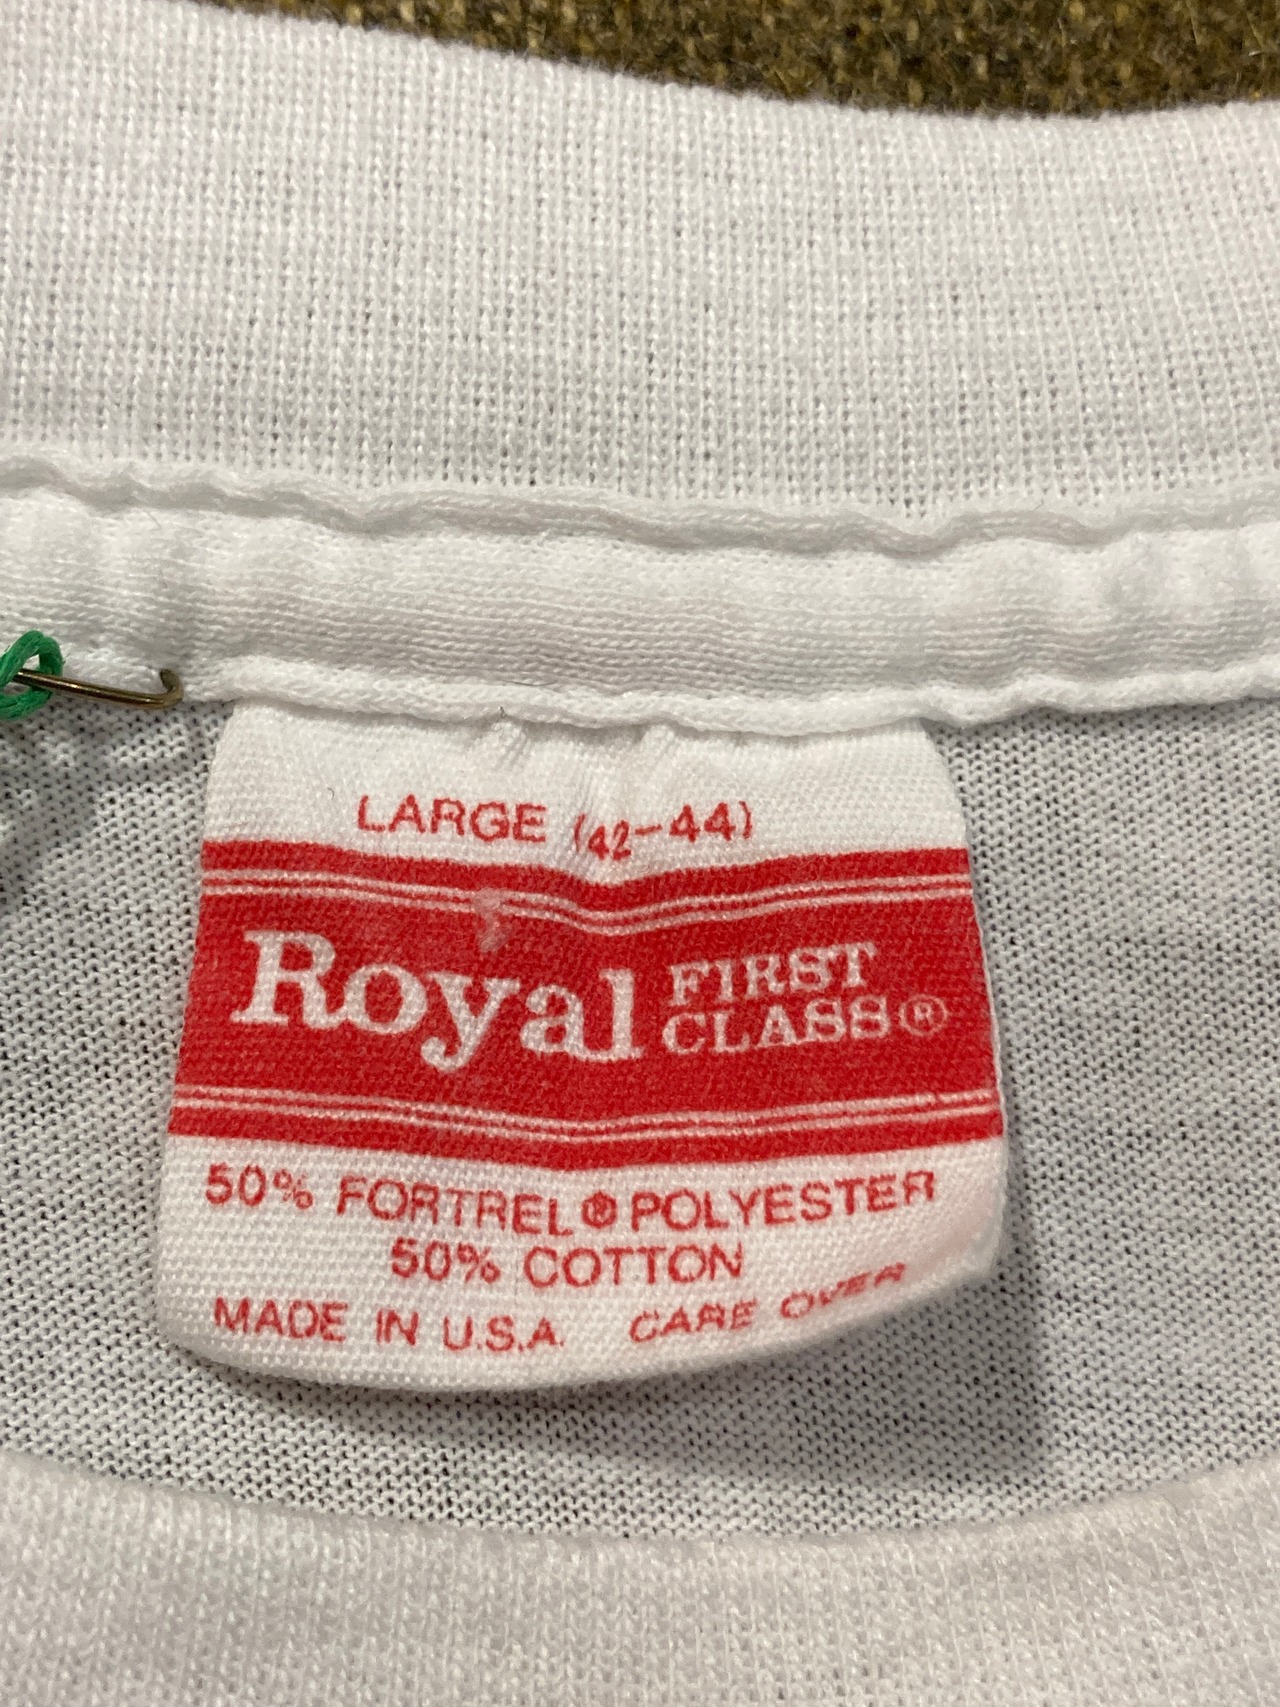 LARGE (42-44)
Royal FIRST CLASS®
50% FORTREL® POLYESTER
50% COTTON
MADE IN U.S.A. CARE OVER